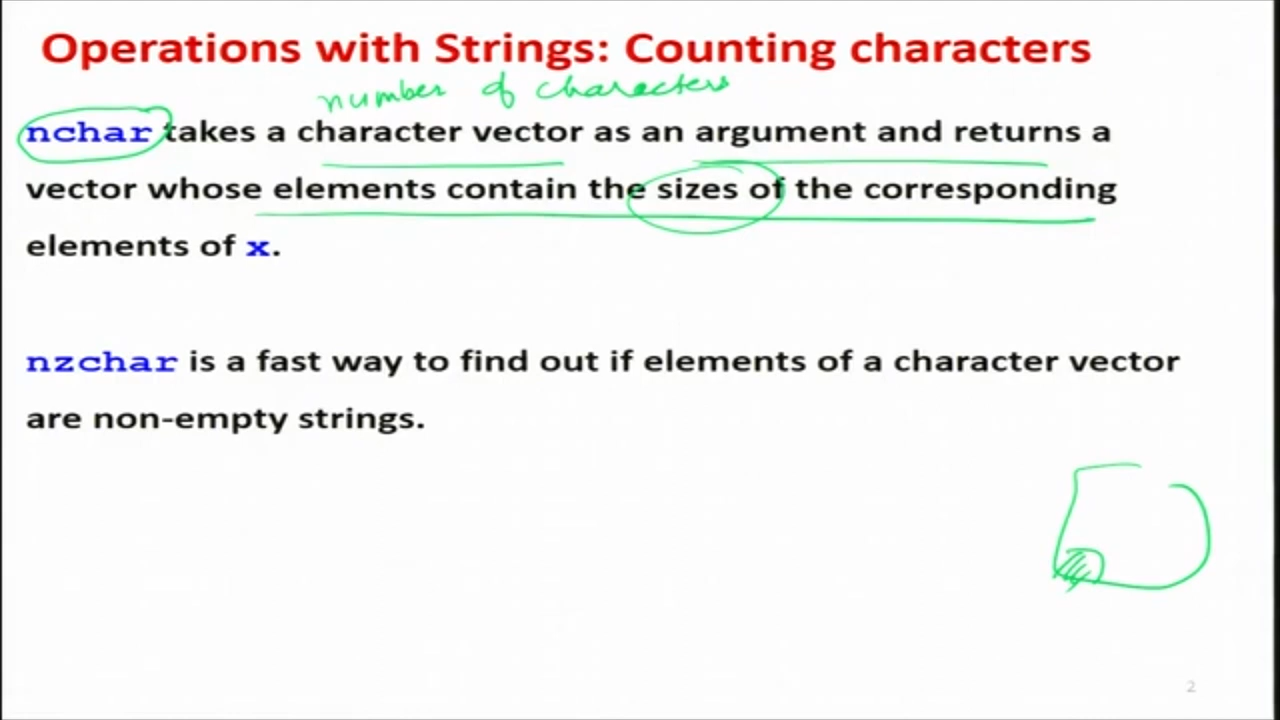 Operations with Strings: Counting characters
number of characters
nchar takes a character vector as an argument and returns a
vector whose elements contain the sizes of the corresponding
elements of x.
nzchar is a fast way to find out if elements of a character vector
are non-empty strings.
2